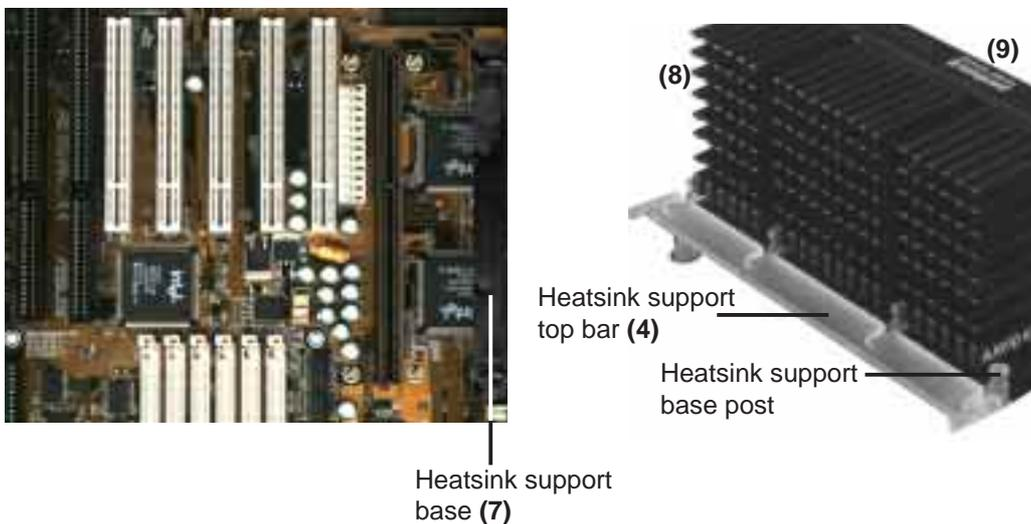 (8)
(9)
Heatsink support
top bar (4)
Heatsink support
base post
Heatsink support
base (7)